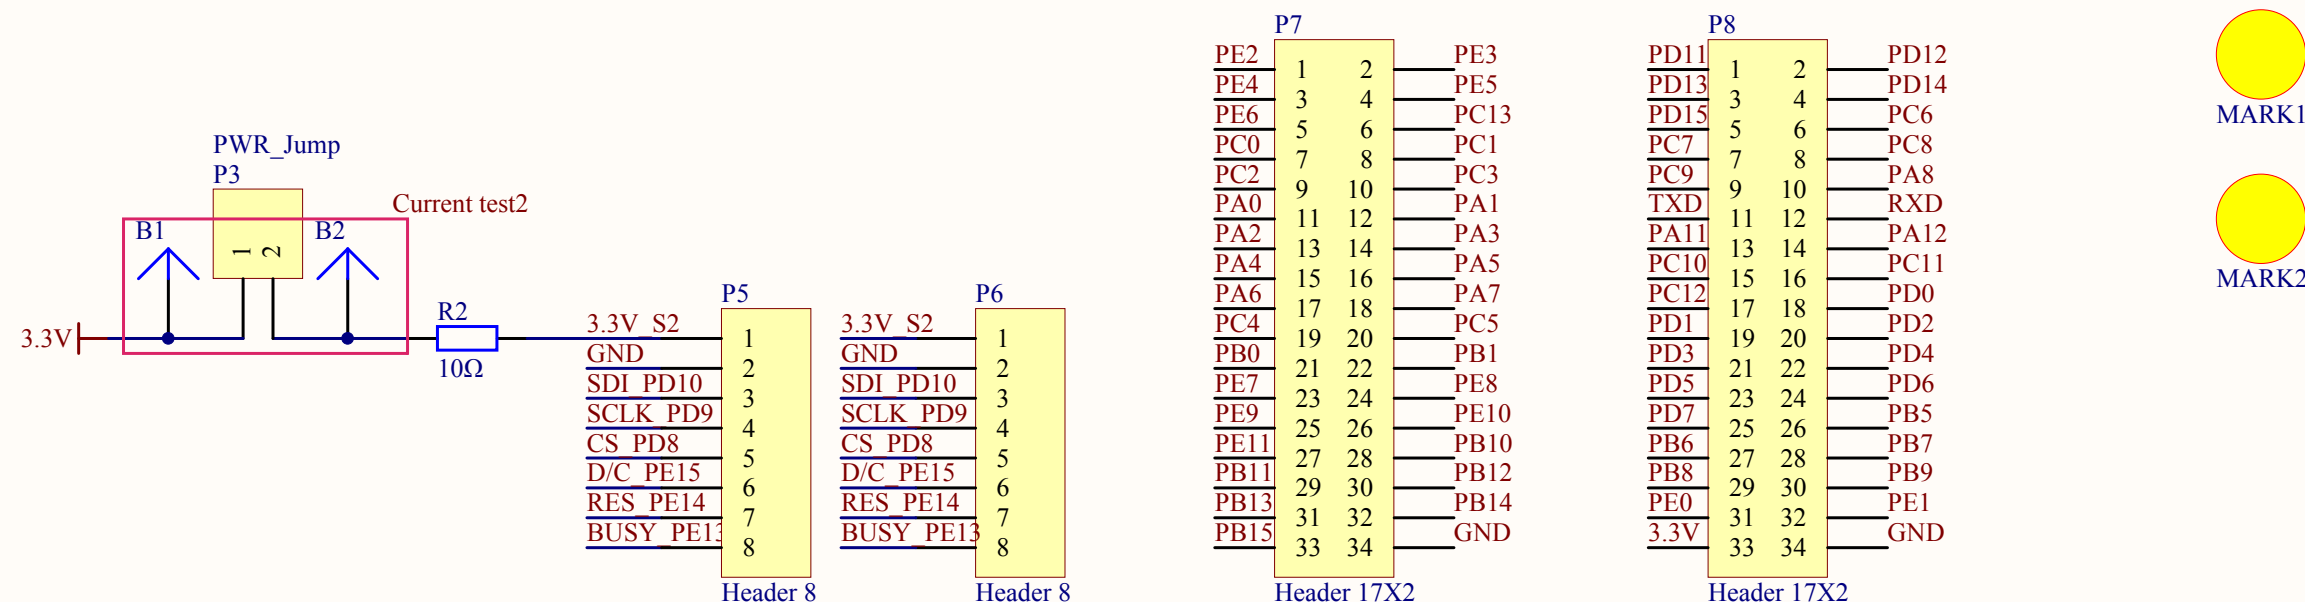 PWR_Jump
P3
Current test2
B1
1
2
B2
3.3V
R2
10Ω
P5
3.3V_S2 1
GND 2
SDI_PD10 3
SCLK_PD9 4
CS_PD8 5
D/C_PE15 6
RES_PE14 7
BUSY_PE13 8
Header 8
P6
3.3V_S2 1
GND 2
SDI_PD10 3
SCLK_PD9 4
CS_PD8 5
D/C_PE15 6
RES_PE14 7
BUSY_PE13 8
Header 8
P7
PE2 1 2 PE3
PE4 3 4 PE5
PE6 5 6 PC13
PC0 7 8 PC1
PC2 9 10 PC3
PA0 11 12 PA1
PA2 13 14 PA3
PA4 15 16 PA5
PA6 17 18 PA7
PC4 19 20 PC5
PB0 21 22 PB1
PE7 23 24 PE8
PE9 25 26 PE10
PE11 27 28 PB10
PB11 29 30 PB12
PB13 31 32 PB14
PB15 33 34 GND
Header 17X2
P8
PD11 1 2 PD12
PD13 3 4 PD14
PD15 5 6 PC6
PC7 7 8 PC8
PC9 9 10 PA8
TXD 11 12 RXD
PA11 13 14 PA12
PC10 15 16 PC11
PC12 17 18 PD0
PD1 19 20 PD2
PD3 21 22 PD4
PD5 23 24 PD6
PD7 25 26 PB5
PB6 27 28 PB7
PB8 29 30 PB9
PE0 31 32 PE1
3.3V 33 34 GND
Header 17X2
MARK1
MARK2